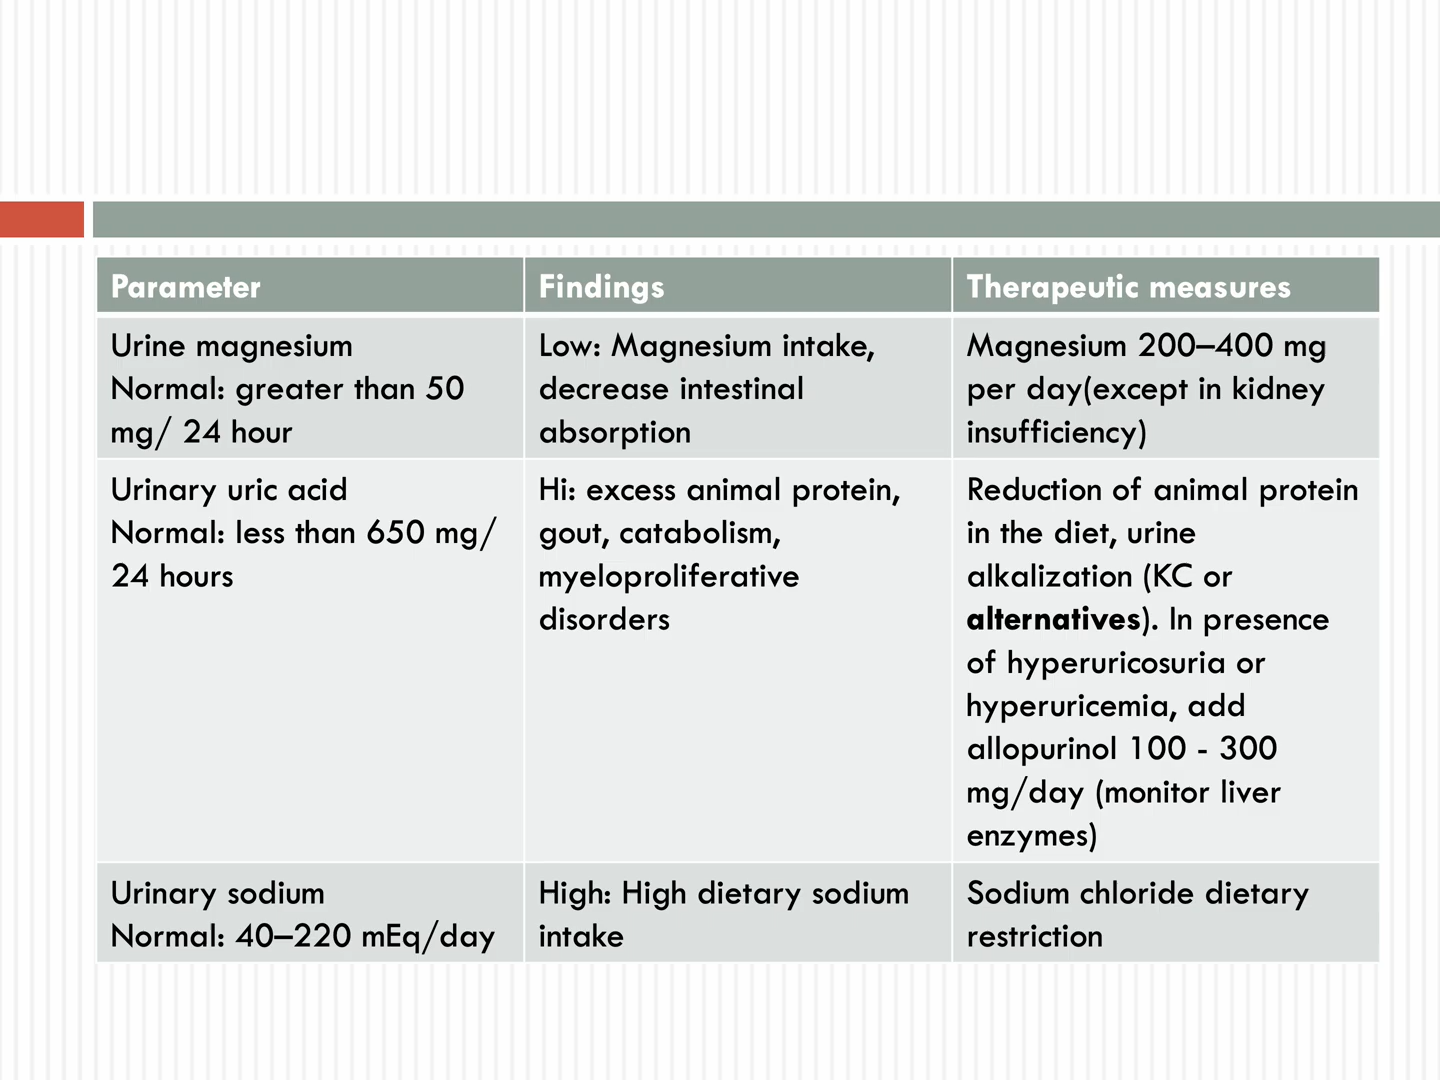 Parameter
Findings
Therapeutic measures
Urine magnesium
Normal: greater than 50
mg/ 24 hour
Low: Magnesium intake,
decrease intestinal
absorption
Magnesium 200–400 mg
per day(except in kidney
insufficiency)
Urinary uric acid
Normal: less than 650 mg/
24 hours
Hi: excess animal protein,
gout, catabolism,
myeloproliferative
disorders
Reduction of animal protein
in the diet, urine
alkalization (KC or
alternatives). In presence
of hyperuricosuria or
hyperuricemia, add
allopurinol 100 - 300
mg/day (monitor liver
enzymes)
Urinary sodium
Normal: 40–220 mEq/day
High: High dietary sodium
intake
Sodium chloride dietary
restriction